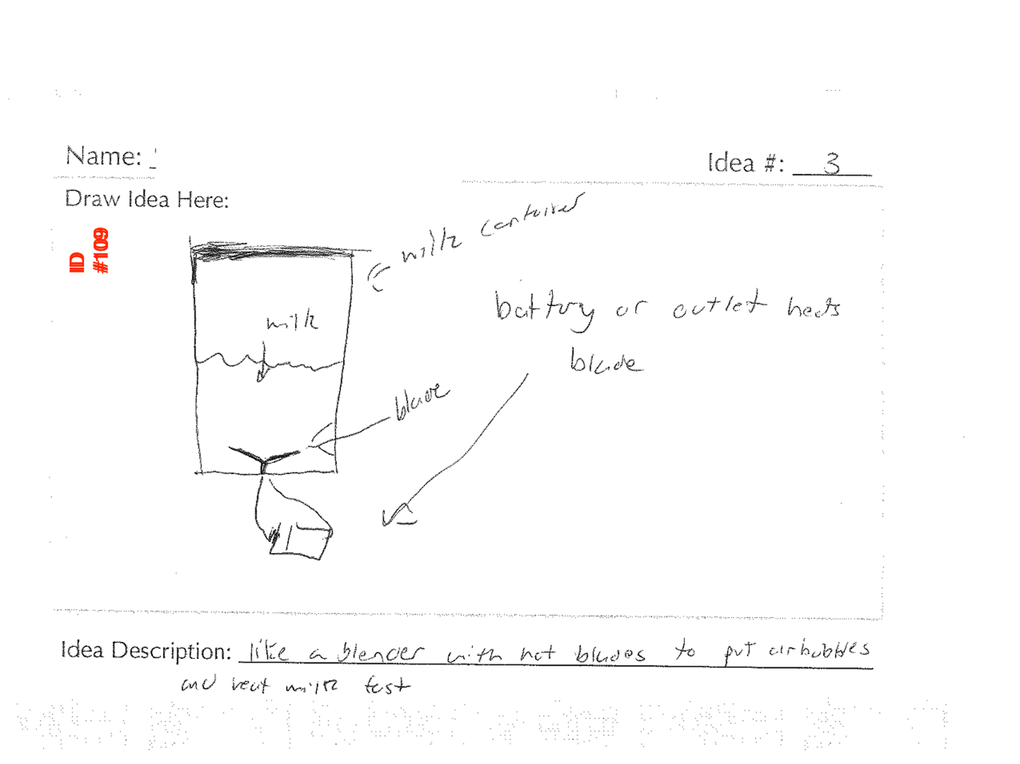 Name:
Idea #: 3
Draw Idea Here:
ID
#109
milk container
milk
battery or outlet heats
blade
blade
Idea Description: like a blender with hot blades to put airbubbles
and heat milk fast